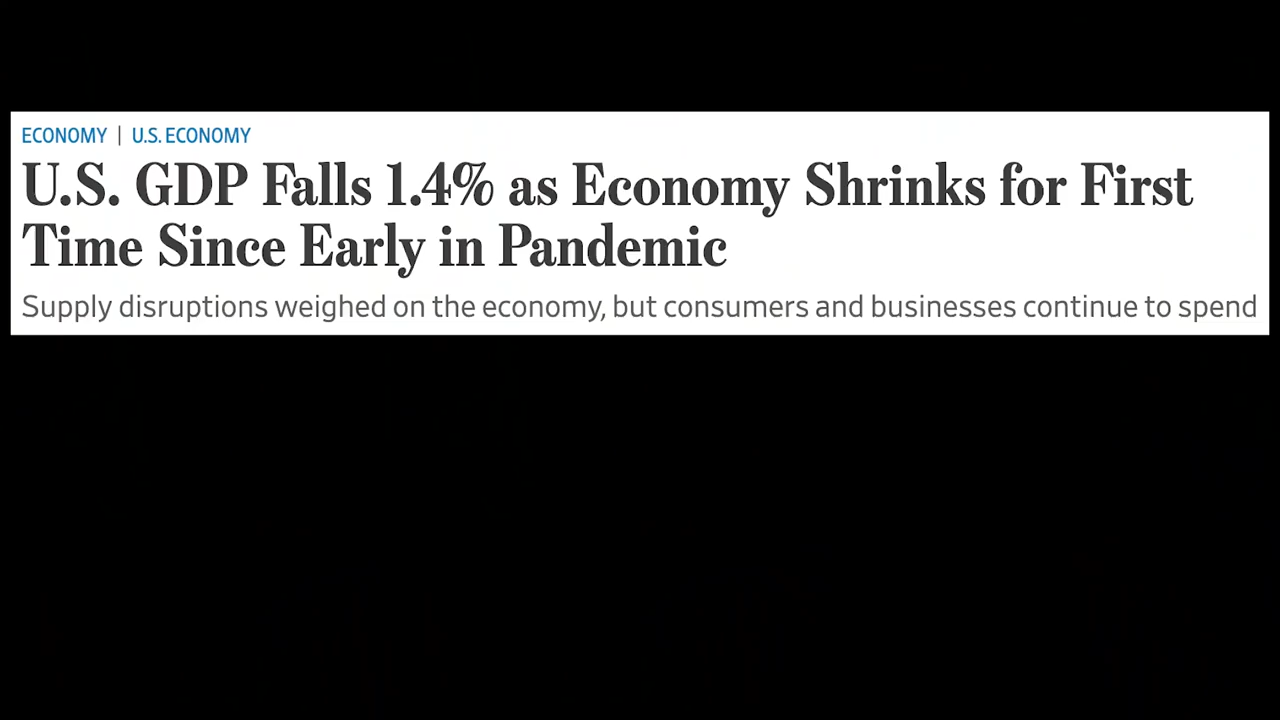 ECONOMY | U.S. ECONOMY
U.S. GDP Falls 1.4% as Economy Shrinks for First
Time Since Early in Pandemic
Supply disruptions weighed on the economy, but consumers and businesses continue to spend